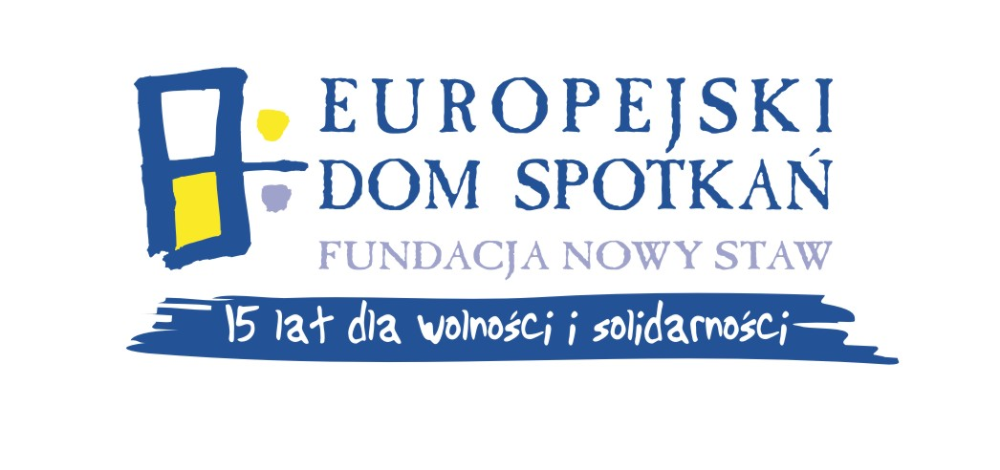 EUROPEJSKI
DOM SPOTKAŃ
FUNDACJA NOWY STAW
15 lat dla wolności i solidarności